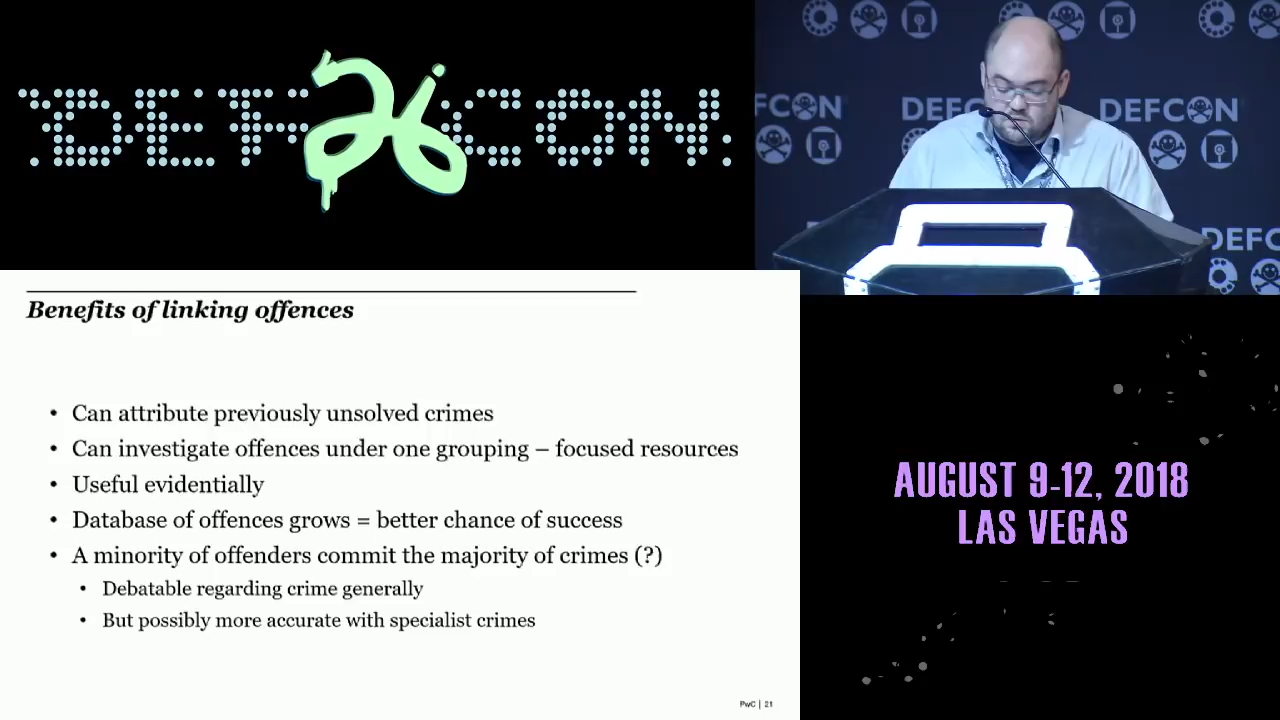 DEF CON
26
DEFCON
DEFCON
DEFCON
DEFC
Benefits of linking offences
• Can attribute previously unsolved crimes
• Can investigate offences under one grouping – focused resources
• Useful evidentially
• Database of offences grows = better chance of success
• A minority of offenders commit the majority of crimes (?)
• Debatable regarding crime generally
• But possibly more accurate with specialist crimes
PwC | 21
AUGUST 9-12, 2018
LAS VEGAS